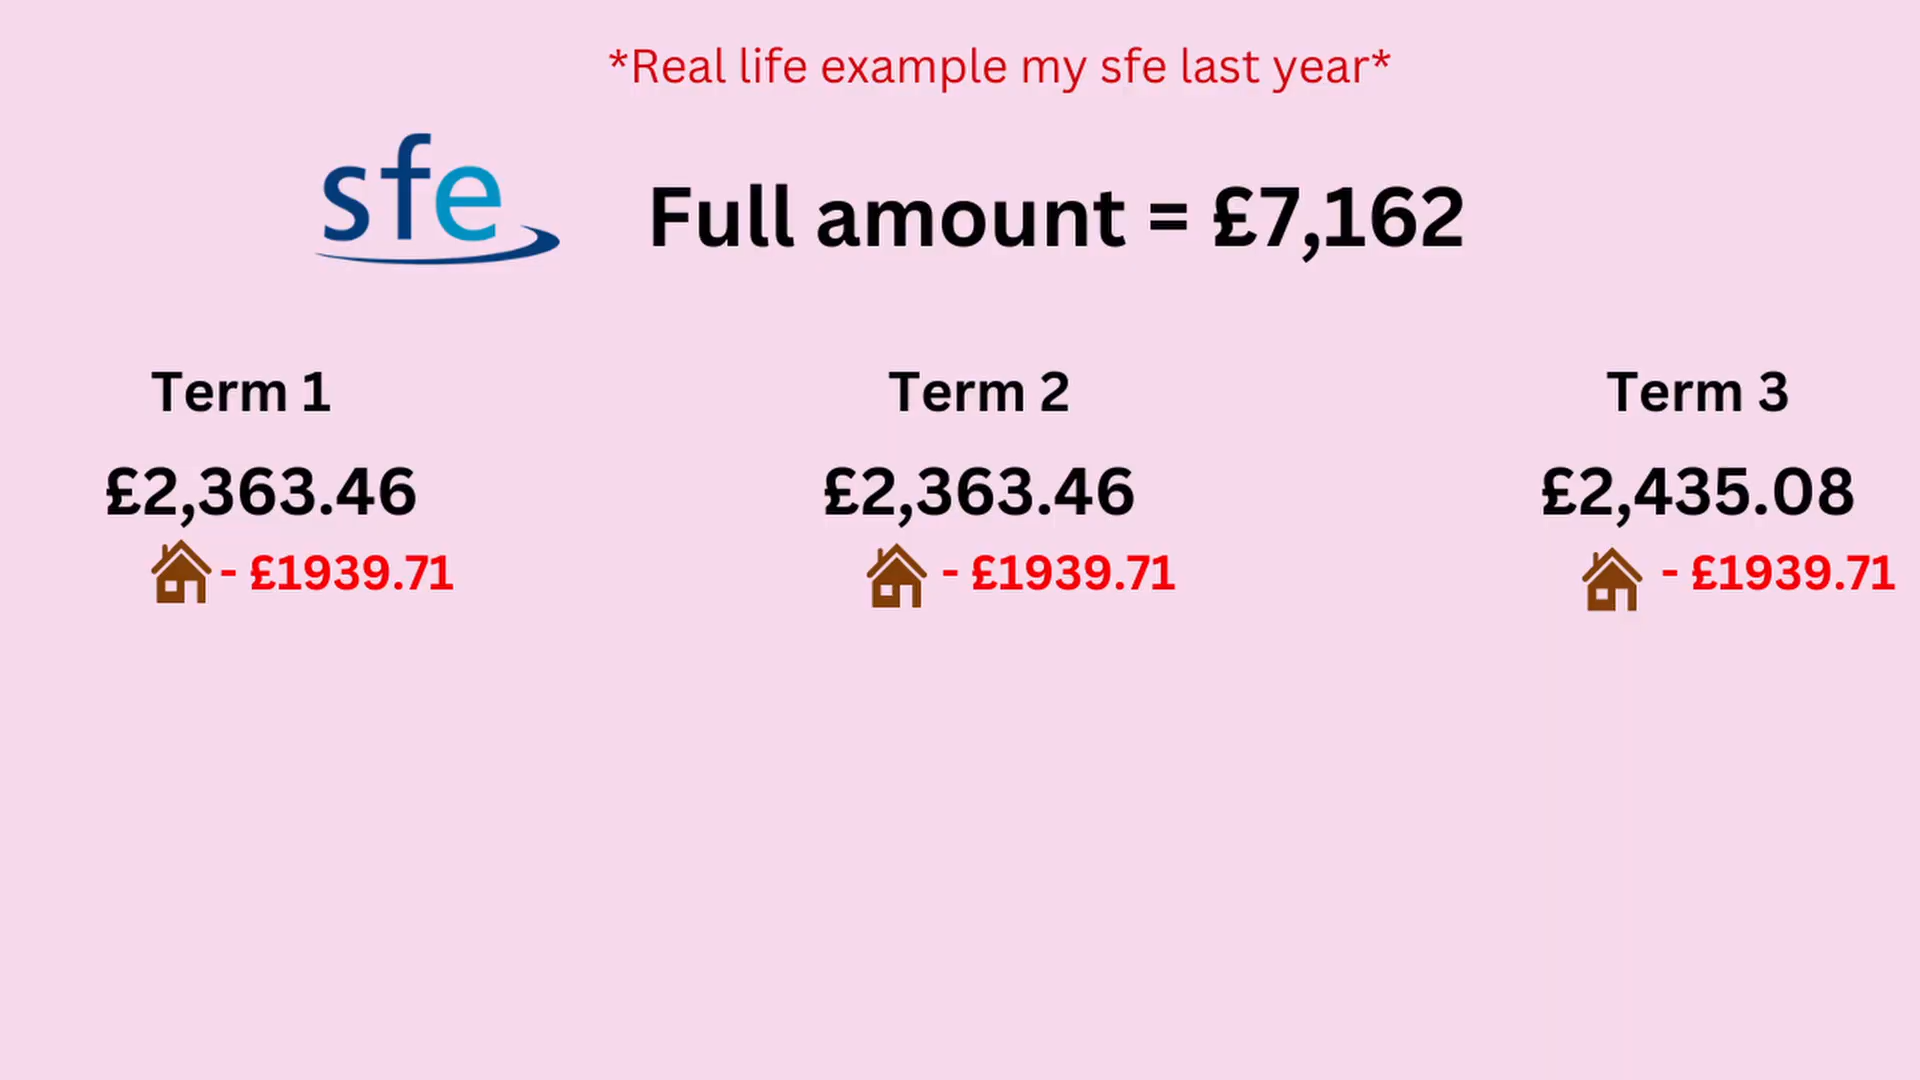 *Real life example my sfe last year*
sfe
Full amount = £7,162
Term 1
Term 2
Term 3
£2,363.46
£2,363.46
£2,435.08
- £1939.71
- £1939.71
- £1939.71